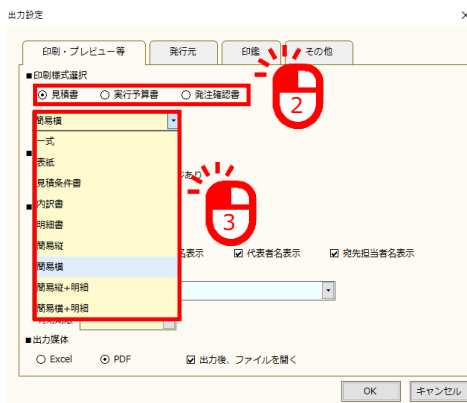 出力設定
印刷・プレビュー等 発行元 印鑑 その他
■印刷様式選択
見積書 実行予算書 発注確認書
2
簡易横
一式
表紙
見積条件書
内訳書
明細書
簡易縦
簡易横
簡易縦+明細
簡易横+明細
あり
3
名表示 代表者名表示 宛先担当者名表示
■出力媒体
Excel PDF 出力後、ファイルを開く
OK キャンセル